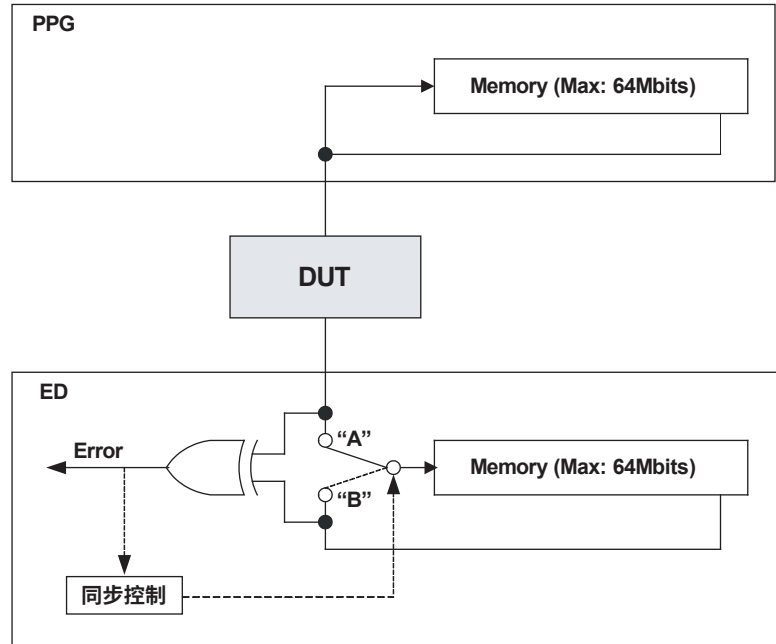 PPG
Memory (Max: 64Mbits)
DUT
ED
Error
“A”
Memory (Max: 64Mbits)
“B”
同步控制